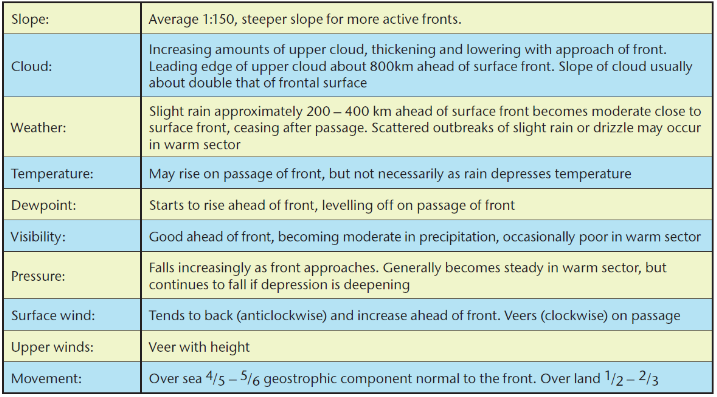 Slope:
Average 1:150, steeper slope for more active fronts.
Cloud:
Increasing amounts of upper cloud, thickening and lowering with approach of front.
Leading edge of upper cloud about 800km ahead of surface front. Slope of cloud usually
about double that of frontal surface
Weather:
Slight rain approximately 200 – 400 km ahead of surface front becomes moderate close to
surface front, ceasing after passage. Scattered outbreaks of slight rain or drizzle may occur
in warm sector
Temperature:
May rise on passage of front, but not necessarily as rain depresses temperature
Dewpoint:
Starts to rise ahead of front, levelling off on passage of front
Visibility:
Good ahead of front, becoming moderate in precipitation, occasionally poor in warm sector
Pressure:
Falls increasingly as front approaches. Generally becomes steady in warm sector, but
continues to fall if depression is deepening
Surface wind:
Tends to back (anticlockwise) and increase ahead of front. Veers (clockwise) on passage
Upper winds:
Veer with height
Movement:
Over sea 4/5 – 5/6 geostrophic component normal to the front. Over land 1/2 – 2/3